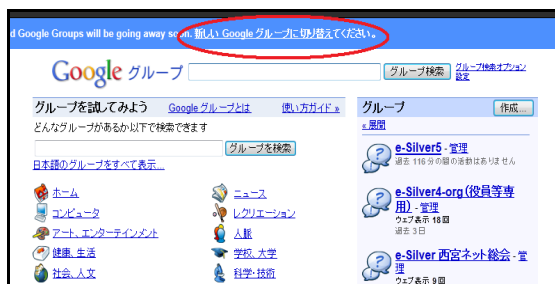 d Google Groups will be going away soon. 新しい Google グループに切り替えてください。
Google グループ
グループ検索
グループ検索オプション
設定
グループを試してみよう Google グループとは 使い方ガイド »
どんなグループがあるか以下で検索できます
グループを検索
日本語のグループをすべて表示...
ホーム
ニュース
コンピュータ
レクリエーション
アート、エンターテインメント
人脈
健康、生活
学校、大学
社会、人文
科学・技術
グループ 作成...
« 展開
e-Silver5 - 管理
過去 116 分の間の活動はありません
e-Silver4-org (役員等専
用) - 管理
ウェブ表示 18回
過去 3日
e-Silver 西宮ネット総会 - 管
理
ウェブ表示 9回